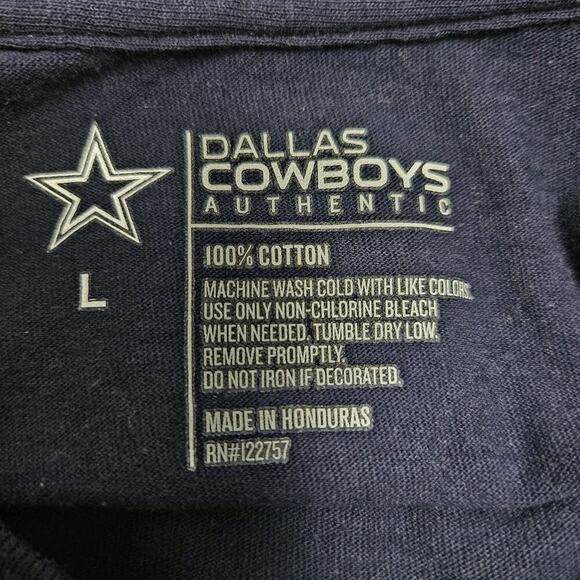 DALLAS
COWBOYS
AUTHENTIC
L
100% COTTON
MACHINE WASH COLD WITH LIKE COLORS.
USE ONLY NON-CHLORINE BLEACH
WHEN NEEDED. TUMBLE DRY LOW.
REMOVE PROMPTLY.
DO NOT IRON IF DECORATED.
MADE IN HONDURAS
RN#122757